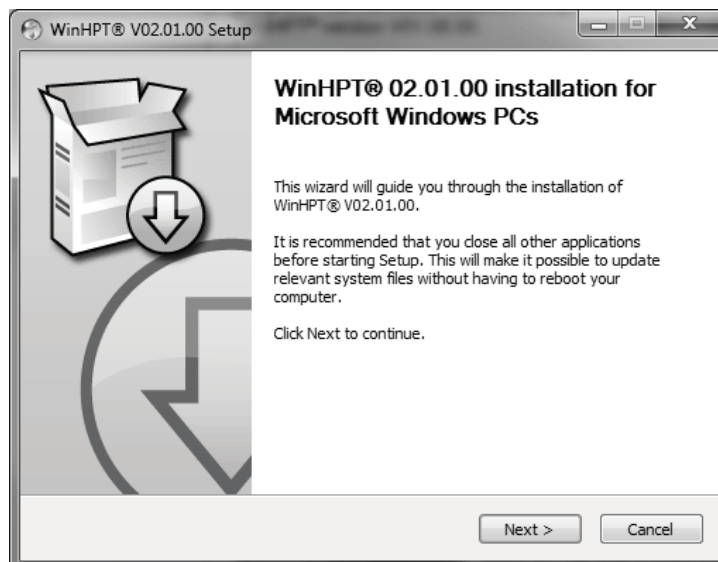 WinHPT® V02.01.00 Setup
WinHPT® 02.01.00 installation for
Microsoft Windows PCs
This wizard will guide you through the installation of
WinHPT® V02.01.00.
It is recommended that you close all other applications
before starting Setup. This will make it possible to update
relevant system files without having to reboot your
computer.
Click Next to continue.
Next >
Cancel